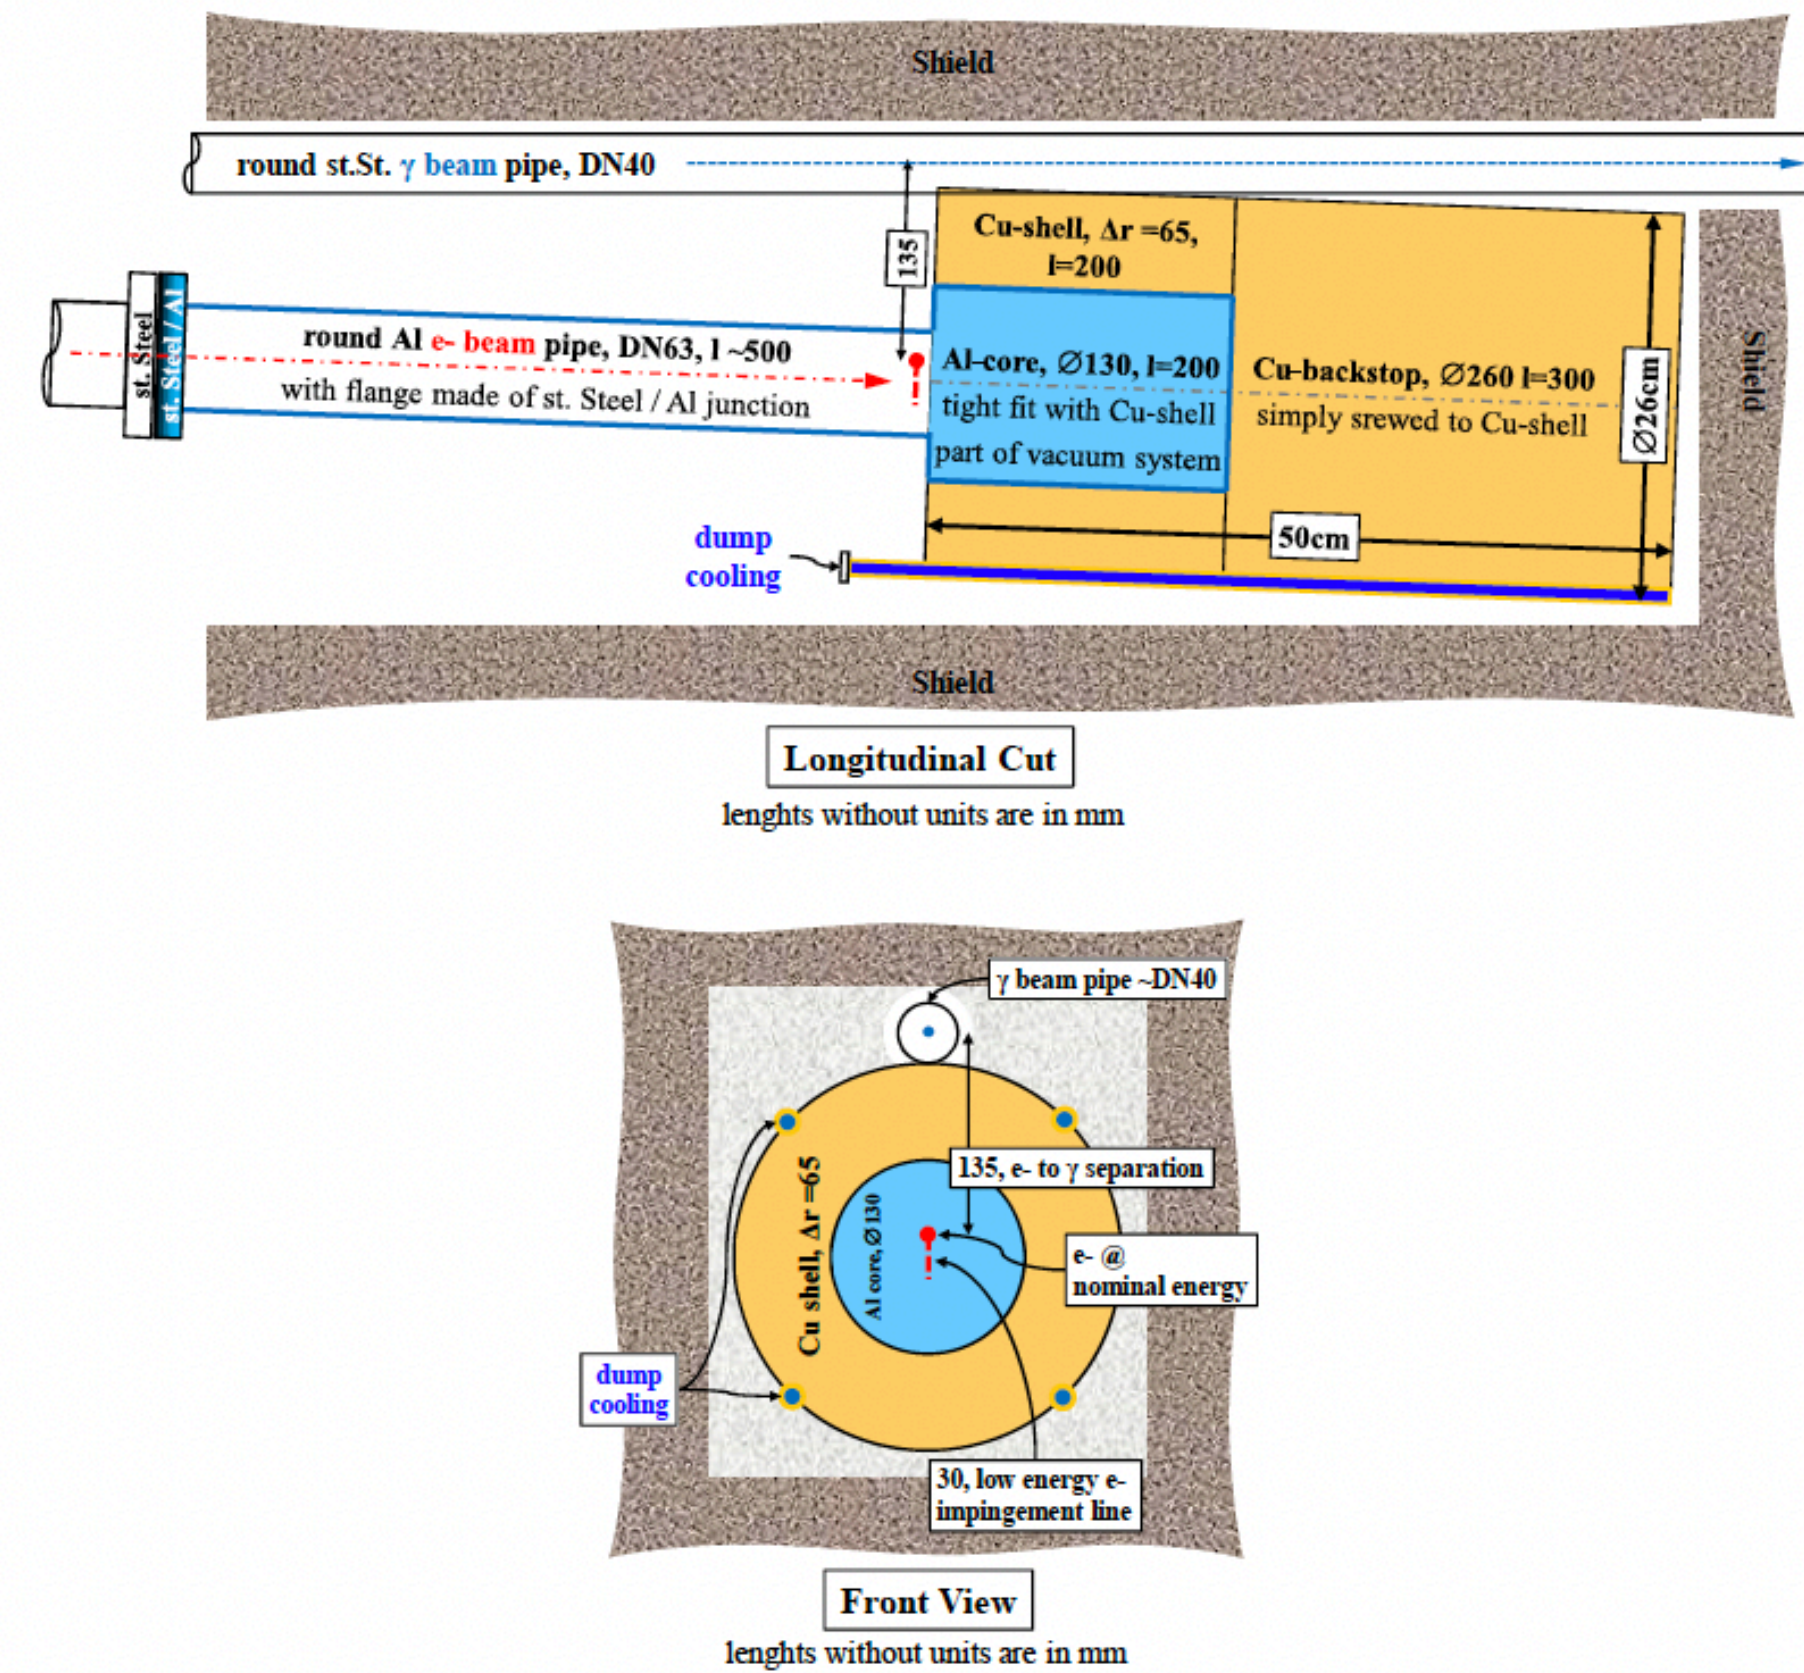 Shield
round st.St. γ beam pipe, DN40
Cu-shell, Δr =65,
l=200
135
st. Steel
st. Steel / Al
round Al e- beam pipe, DN63, l ~500
with flange made of st. Steel / Al junction
Al-core, ∅130, l=200
tight fit with Cu-shell
part of vacuum system
Cu-backstop, ∅260 l=300
simply srewed to Cu-shell
∅26cm
Shield
50cm
dump
cooling
Shield
Longitudinal Cut
lenghts without units are in mm
γ beam pipe ~DN40
135, e- to γ separation
Cu shell, Δr =65
Al core, ∅130
e- @
nominal energy
dump
cooling
30, low energy e-
impingement line
Front View
lenghts without units are in mm